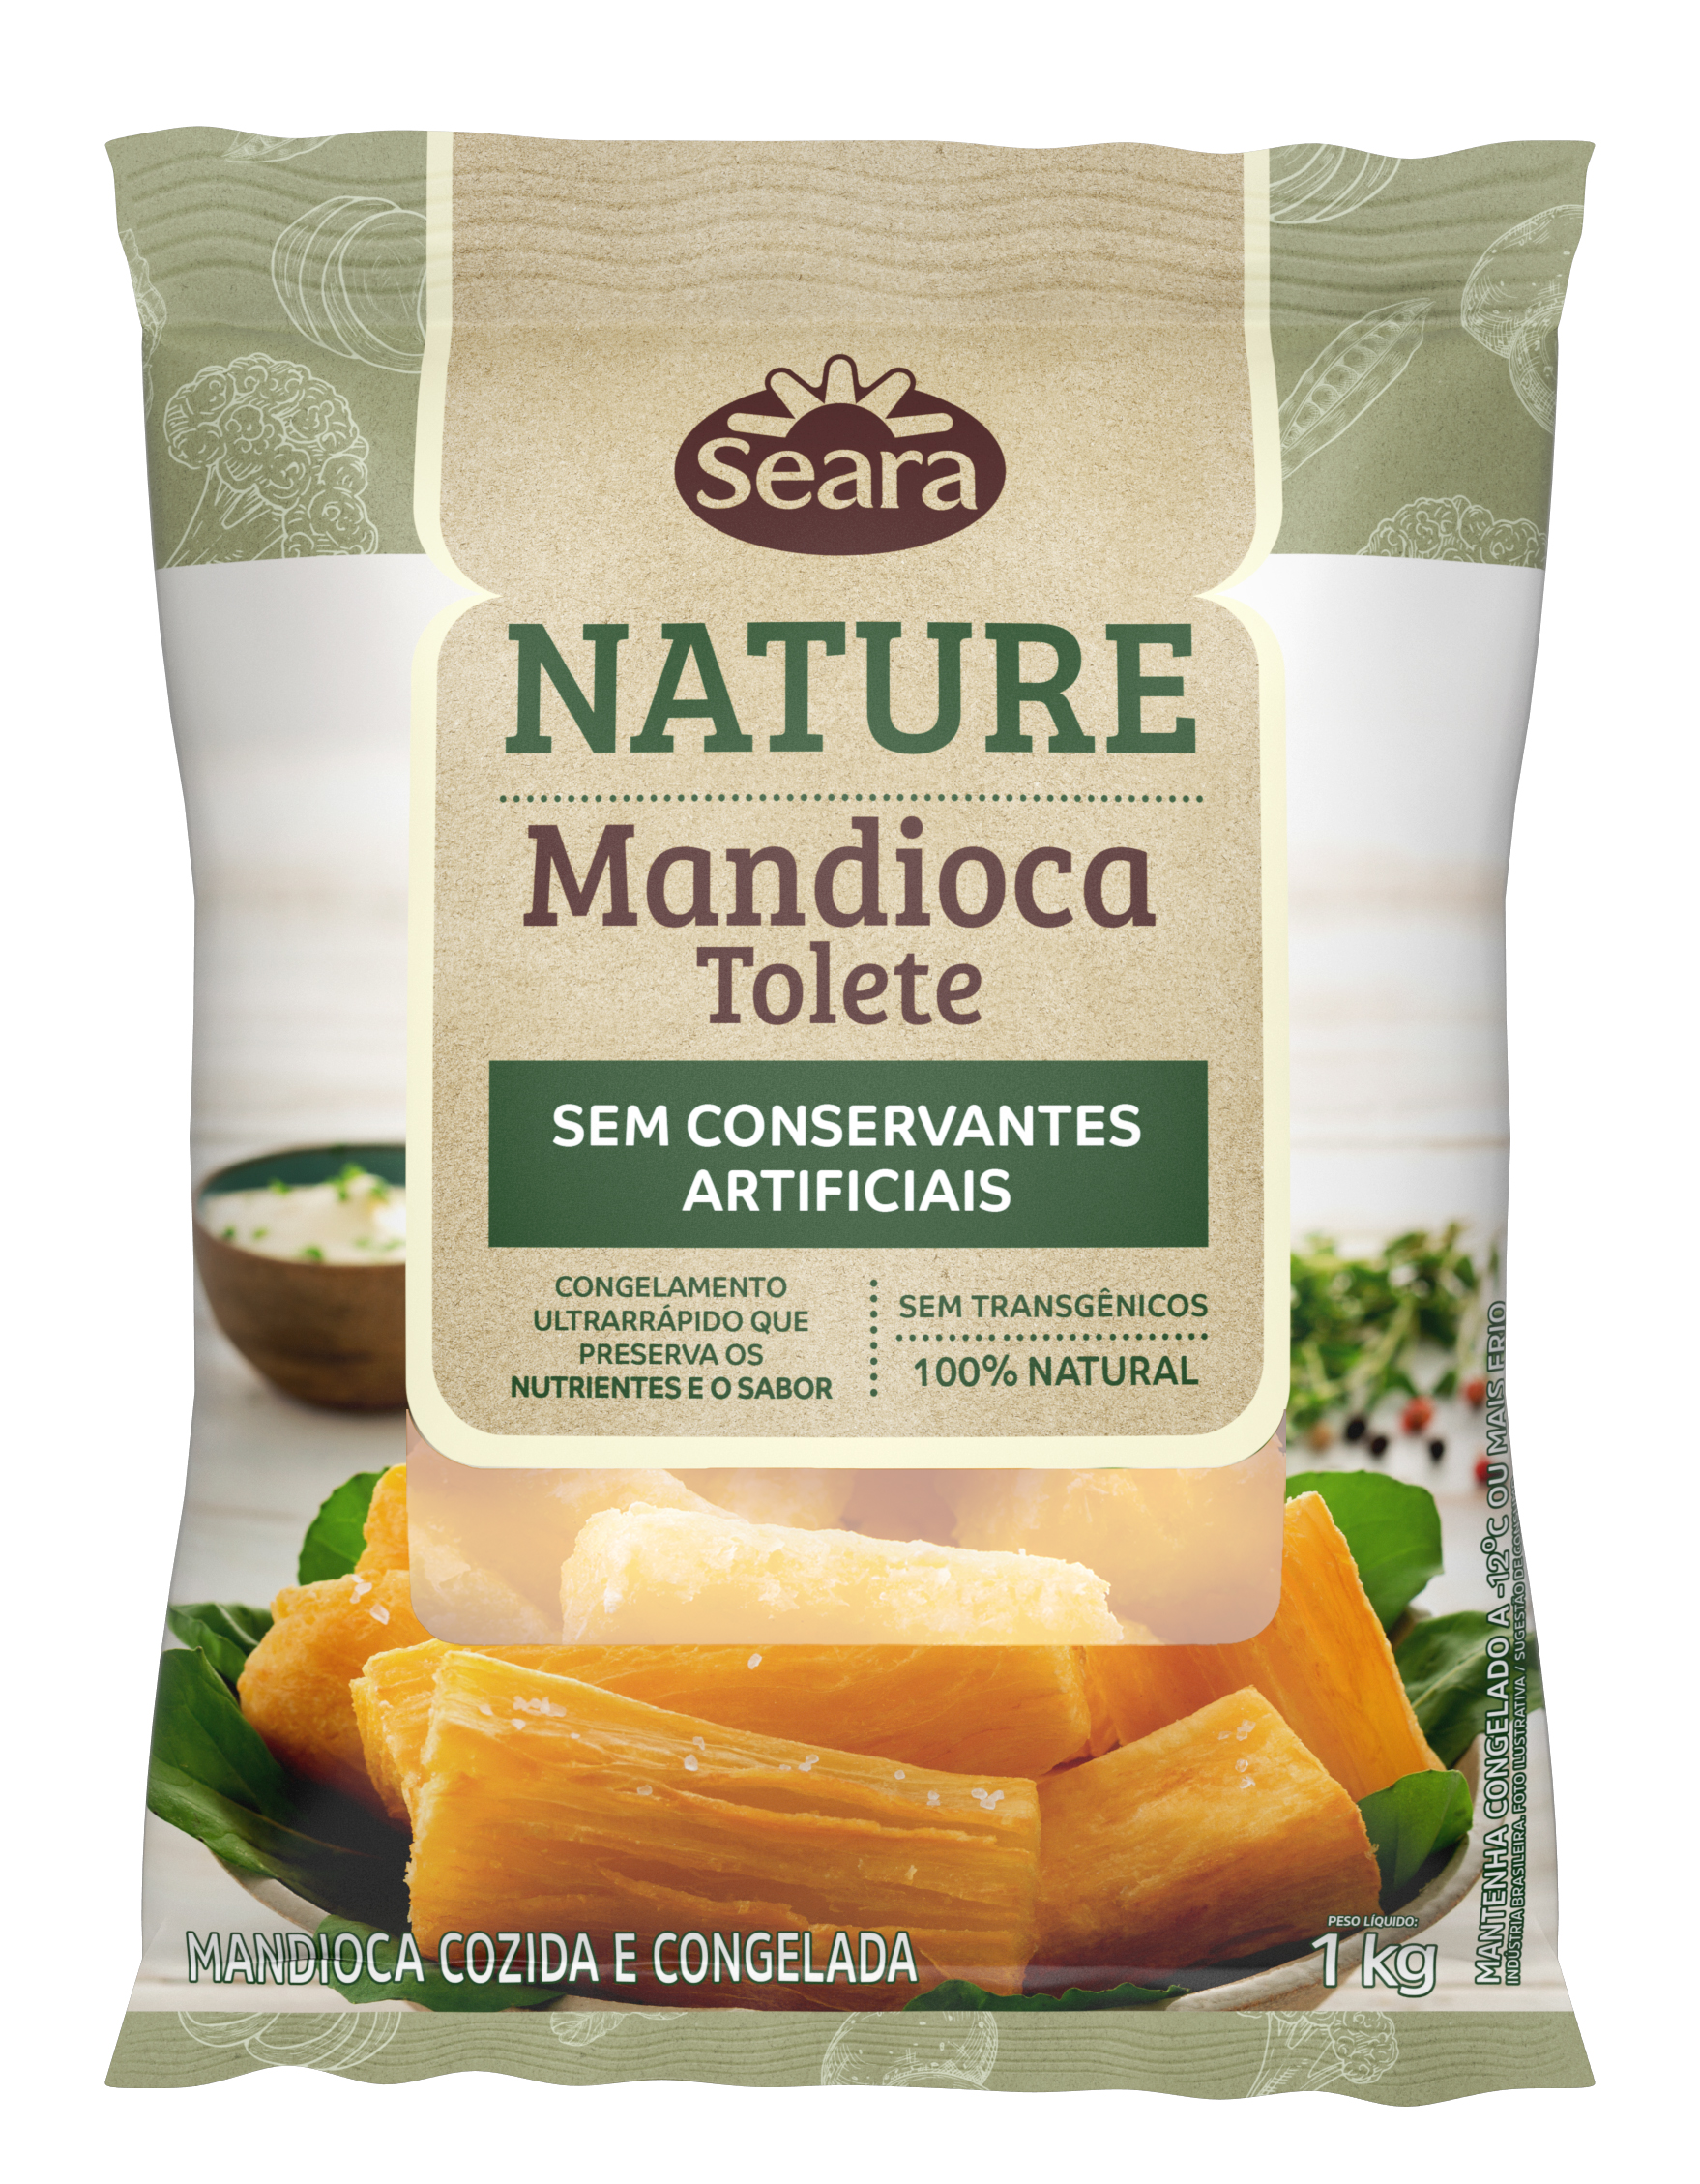 Seara
NATURE
Mandioca
Tolete
SEM CONSERVANTES
ARTIFICIAIS
CONGELAMENTO
ULTRARRÁPIDO QUE
PRESERVA OS
NUTRIENTES E O SABOR
SEM TRANSGÊNICOS
100% NATURAL
MANDIOCA COZIDA E CONGELADA
PESO LÍQUIDO:
1 kg
MANTENHA CONGELADO A -12°C OU MAIS FRIO
INDÚSTRIA BRASILEIRA. FOTO ILUSTRATIVA / SUGESTÃO DE